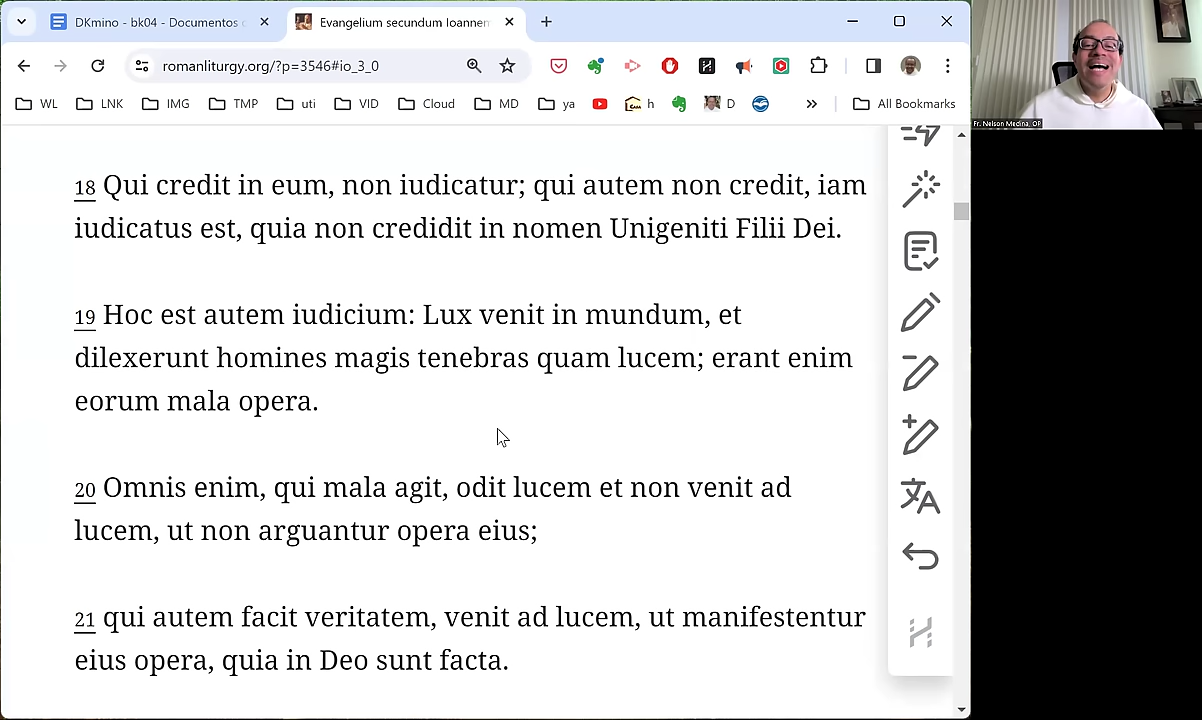 DKmino - bk04 - Documentos
Evangelium secundum Ioannem
romanliturgy.org/?p=3546#io_3_0
WL LNK IMG TMP uti VID Cloud MD ya h D » All Bookmarks
Fr. Nelson Medina, OP
18 Qui credit in eum, non iudicatur; qui autem non credit, iam
iudicatus est, quia non credidit in nomen Unigeniti Filii Dei.
19 Hoc est autem iudicium: Lux venit in mundum, et
dilexerunt homines magis tenebras quam lucem; erant enim
eorum mala opera.
20 Omnis enim, qui mala agit, odit lucem et non venit ad
lucem, ut non arguantur opera eius;
21 qui autem facit veritatem, venit ad lucem, ut manifestentur
eius opera, quia in Deo sunt facta.